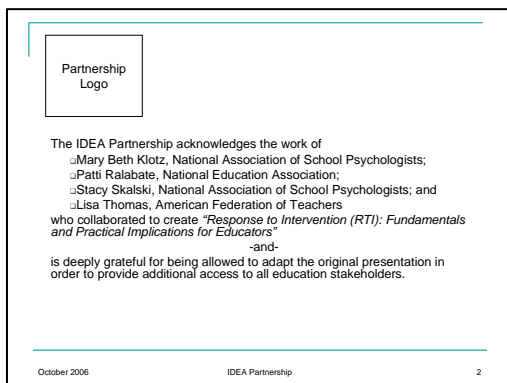 Partnership
Logo
The IDEA Partnership acknowledges the work of
❑Mary Beth Klotz, National Association of School Psychologists;
❑Patti Ralabate, National Education Association;
❑Stacy Skalski, National Association of School Psychologists; and
❑Lisa Thomas, American Federation of Teachers
who collaborated to create “Response to Intervention (RTI): Fundamentals
and Practical Implications for Educators”
-and-
is deeply grateful for being allowed to adapt the original presentation in
order to provide additional access to all education stakeholders.
October 2006 IDEA Partnership 2